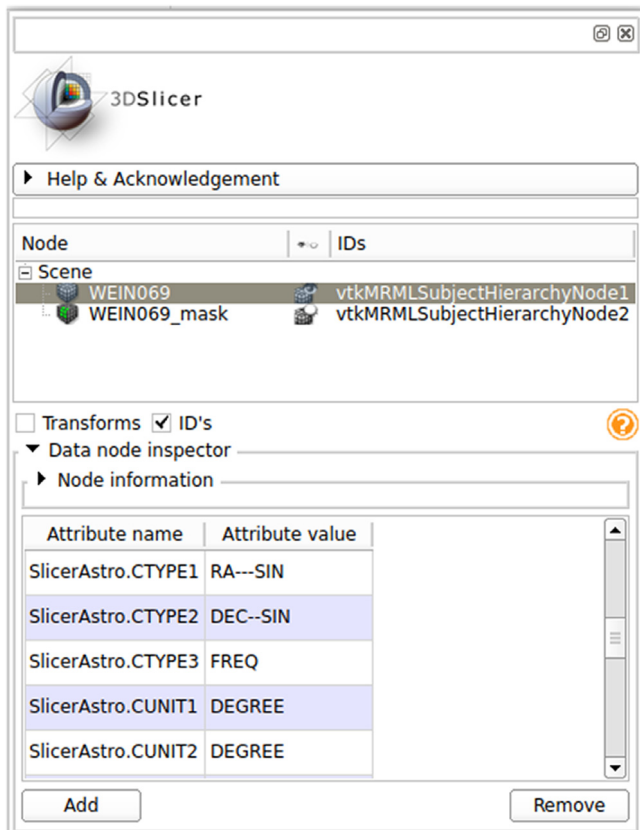 3DSlicer
Help & Acknowledgement
Node IDs
Scene
WEIN069 vtkMRMLSubjectHierarchyNode1
WEIN069_mask vtkMRMLSubjectHierarchyNode2
Transforms ID's
Data node inspector
Node information
Attribute name Attribute value
SlicerAstro.CTYPE1 RA---SIN
SlicerAstro.CTYPE2 DEC--SIN
SlicerAstro.CTYPE3 FREQ
SlicerAstro.CUNIT1 DEGREE
SlicerAstro.CUNIT2 DEGREE
Add Remove